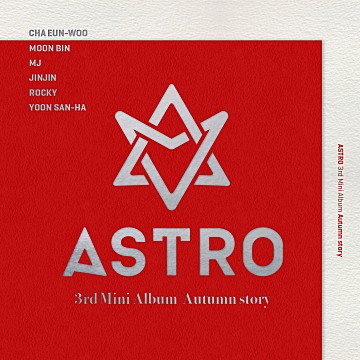 CHA EUN-WOO
MOON BIN
MJ
JINJIN
ROCKY
YOON SAN-HA
ASTRO
3rd Mini Album Autumn story
ASTRO 3rd Mini Album Autumn story